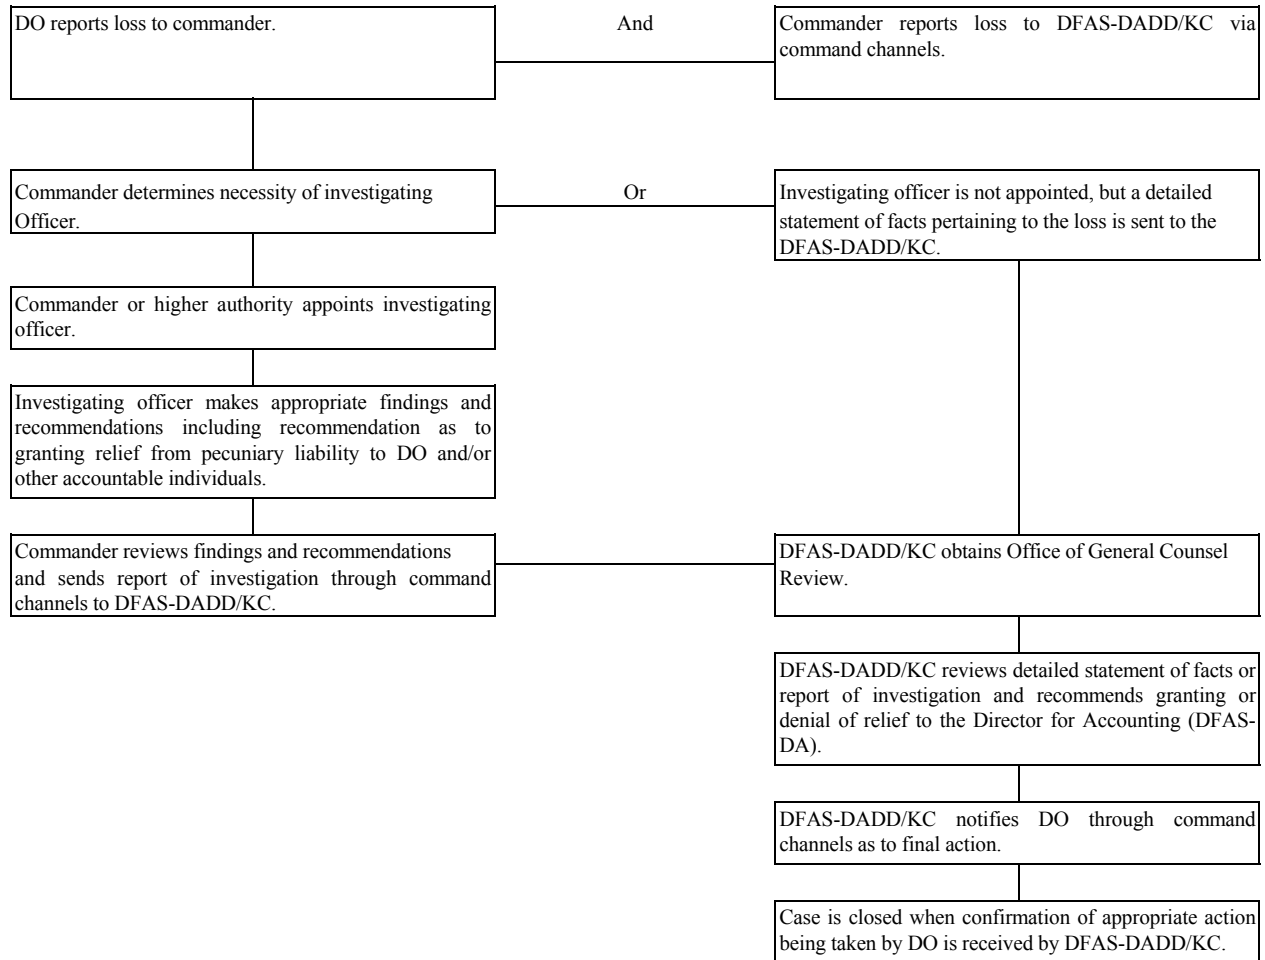 DO reports loss to commander.
And
Commander reports loss to DFAS-DADD/KC via
command channels.
Commander determines necessity of investigating
Officer.
Or
Investigating officer is not appointed, but a detailed
statement of facts pertaining to the loss is sent to the
DFAS-DADD/KC.
Commander or higher authority appoints investigating
officer.
Investigating officer makes appropriate findings and
recommendations including recommendation as to
granting relief from pecuniary liability to DO and/or
other accountable individuals.
Commander reviews findings and recommendations
and sends report of investigation through command
channels to DFAS-DADD/KC.
DFAS-DADD/KC obtains Office of General Counsel
Review.
DFAS-DADD/KC reviews detailed statement of facts or
report of investigation and recommends granting or
denial of relief to the Director for Accounting (DFAS-
DA).
DFAS-DADD/KC notifies DO through command
channels as to final action.
Case is closed when confirmation of appropriate action
being taken by DO is received by DFAS-DADD/KC.